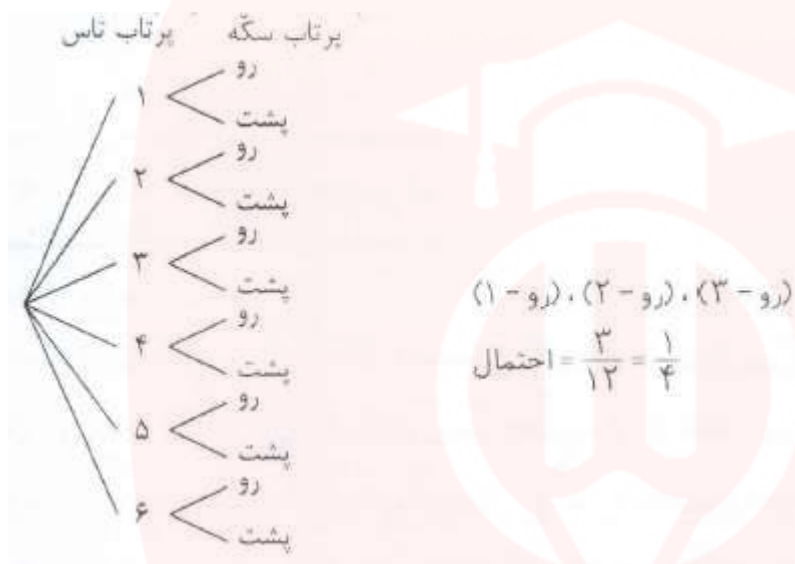 پرتاب تاس پرتاب سکّه
۱ رو
پشت
۲ رو
پشت
۳ رو
پشت
۴ رو
پشت
۵ رو
پشت
۶ رو
پشت
(رو - ۱) ، (رو - ۲) ، (رو - ۳)
احتمال = ۳/۱۲ = ۱/۴